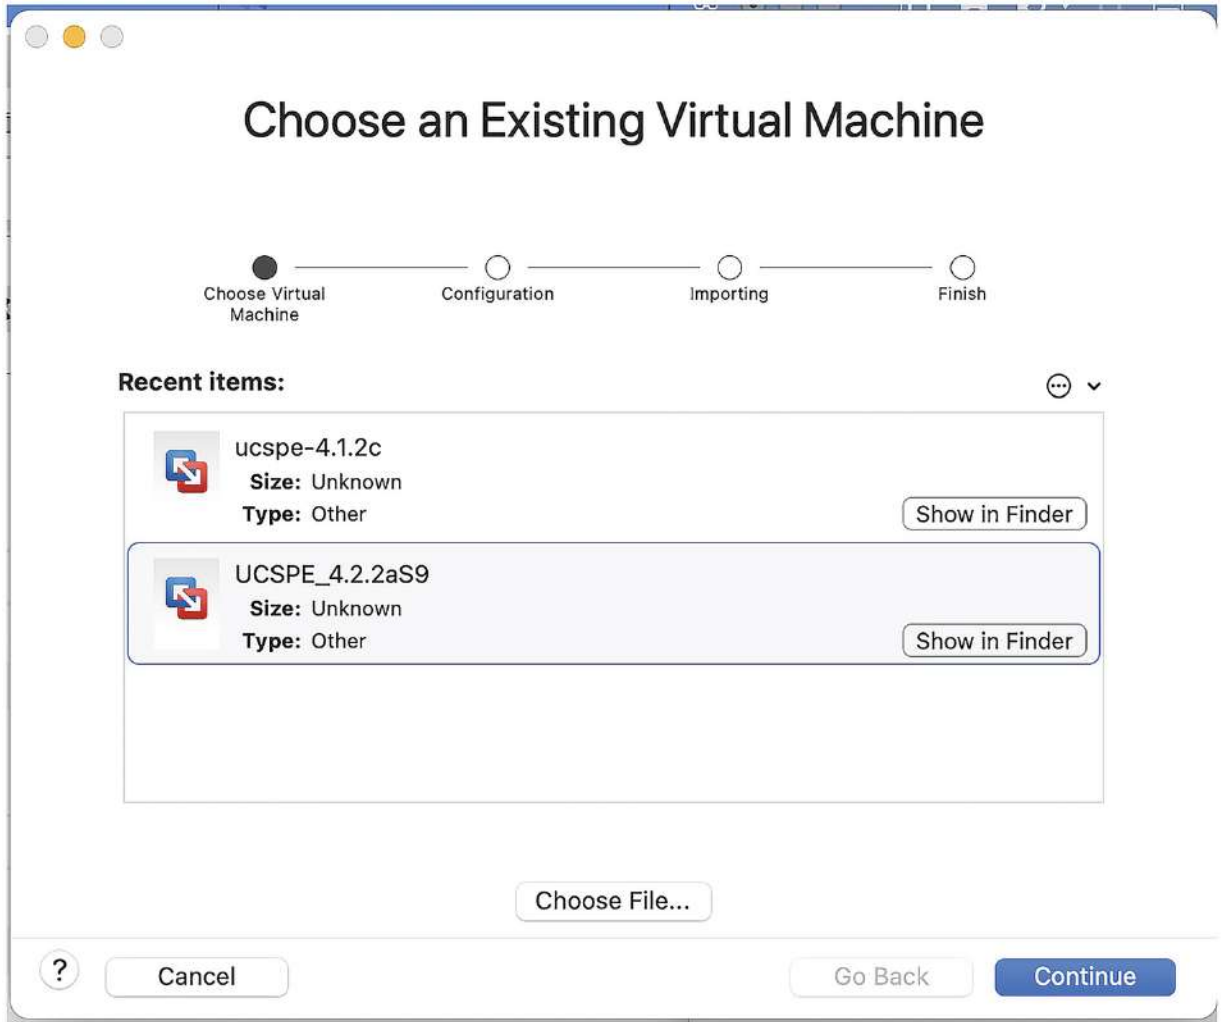 Choose an Existing Virtual Machine
Choose Virtual
Machine
Configuration
Importing
Finish
Recent items:
ucspe-4.1.2c
Size: Unknown
Type: Other
Show in Finder
UCSPE_4.2.2aS9
Size: Unknown
Type: Other
Show in Finder
Choose File...
?
Cancel
Go Back
Continue